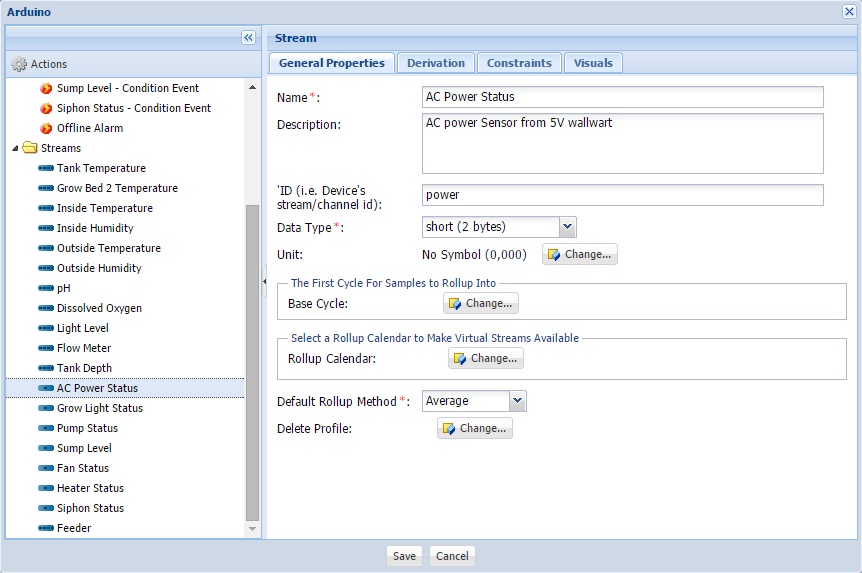 Arduino
Actions
Sump Level - Condition Event
Siphon Status - Condition Event
Offline Alarm
Streams
Tank Temperature
Grow Bed 2 Temperature
Inside Temperature
Inside Humidity
Outside Temperature
Outside Humidity
pH
Dissolved Oxygen
Light Level
Flow Meter
Tank Depth
AC Power Status
Grow Light Status
Pump Status
Sump Level
Fan Status
Heater Status
Siphon Status
Feeder
Stream
General Properties Derivation Constraints Visuals
Name*: AC Power Status
Description: AC power Sensor from 5V wallwart
'ID (i.e. Device's
stream/channel id): power
Data Type*: short (2 bytes)
Unit: No Symbol (0,000) Change...
The First Cycle For Samples to Rollup Into
Base Cycle: Change...
Select a Rollup Calendar to Make Virtual Streams Available
Rollup Calendar: Change...
Default Rollup Method*: Average
Delete Profile: Change...
Save Cancel